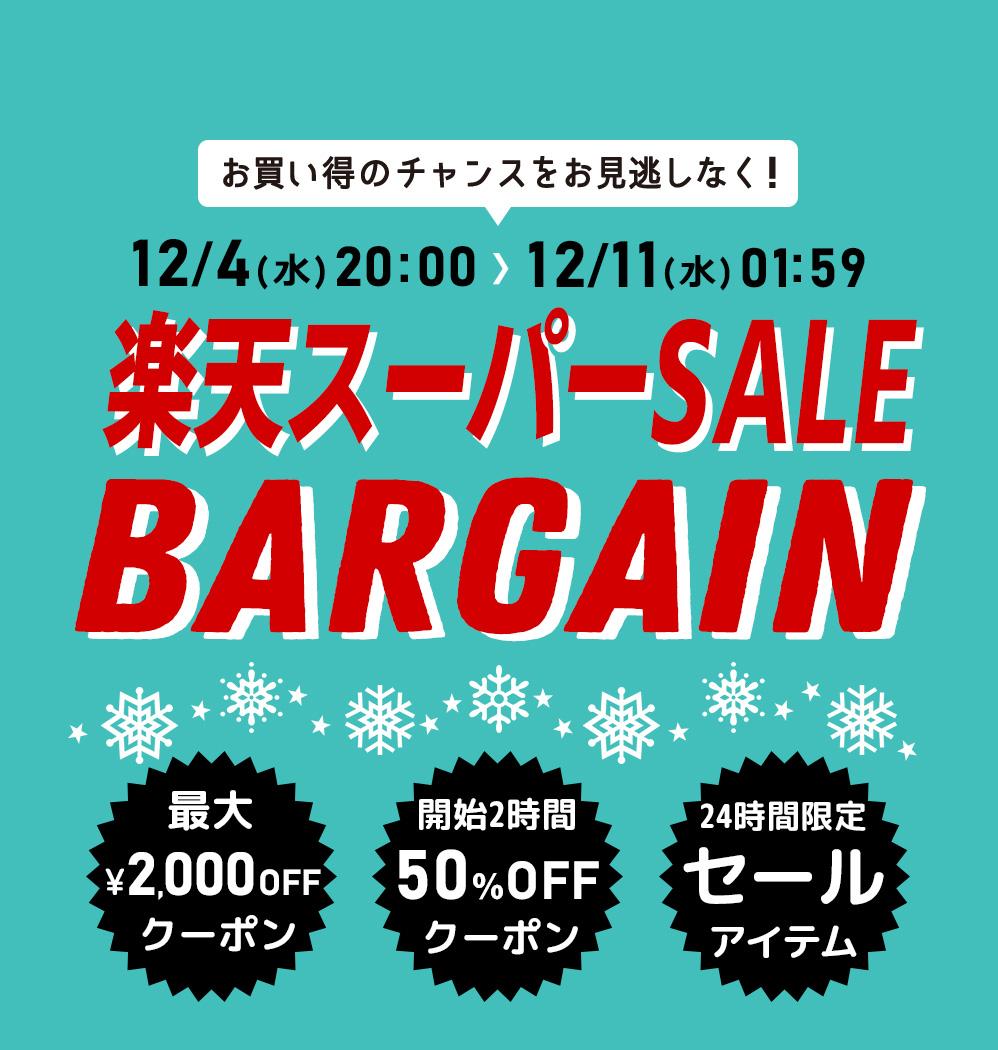 お買い得のチャンスをお見逃しなく!
12/4(水)20:00 > 12/11(水)01:59
楽天スーパーSALE
BARGAIN
最大
¥2,000OFF
クーポン
開始2時間
50%OFF
クーポン
24時間限定
セール
アイテム